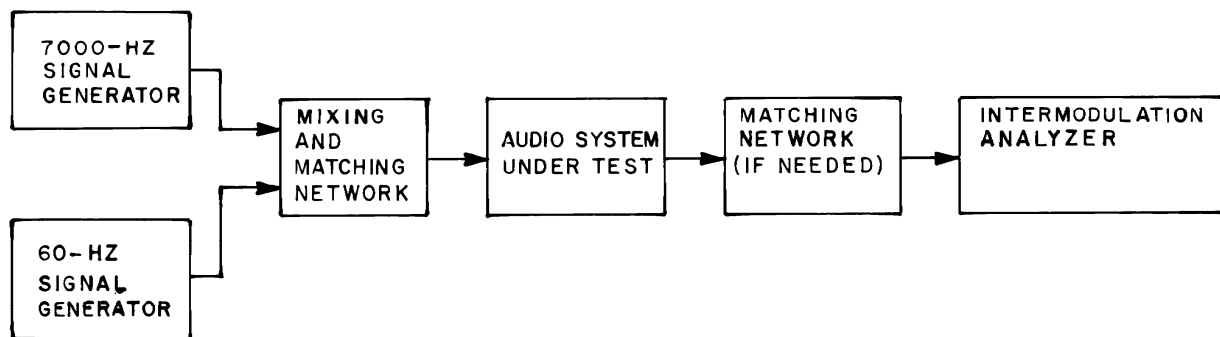 7000-HZ
SIGNAL
GENERATOR
60-HZ
SIGNAL
GENERATOR
MIXING
AND
MATCHING
NETWORK
AUDIO SYSTEM
UNDER TEST
MATCHING
NETWORK
(IF NEEDED)
INTERMODULATION
ANALYZER